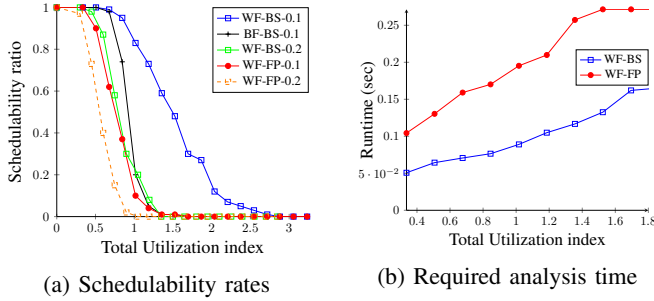 WF-BS-0.1
BF-BS-0.1
WF-BS-0.2
WF-FP-0.1
WF-FP-0.2
1
0.8
0.6
0.4
0.2
0
Schedulability ratio
0 0.5 1 1.5 2 2.5 3
Total Utilization index
(a) Schedulability rates
WF-BS
WF-FP
0.25
0.2
0.15
0.1
5 · 10⁻²
0
Runtime (sec)
0.4 0.6 0.8 1 1.2 1.4 1.6 1.8
Total Utilization index
(b) Required analysis time